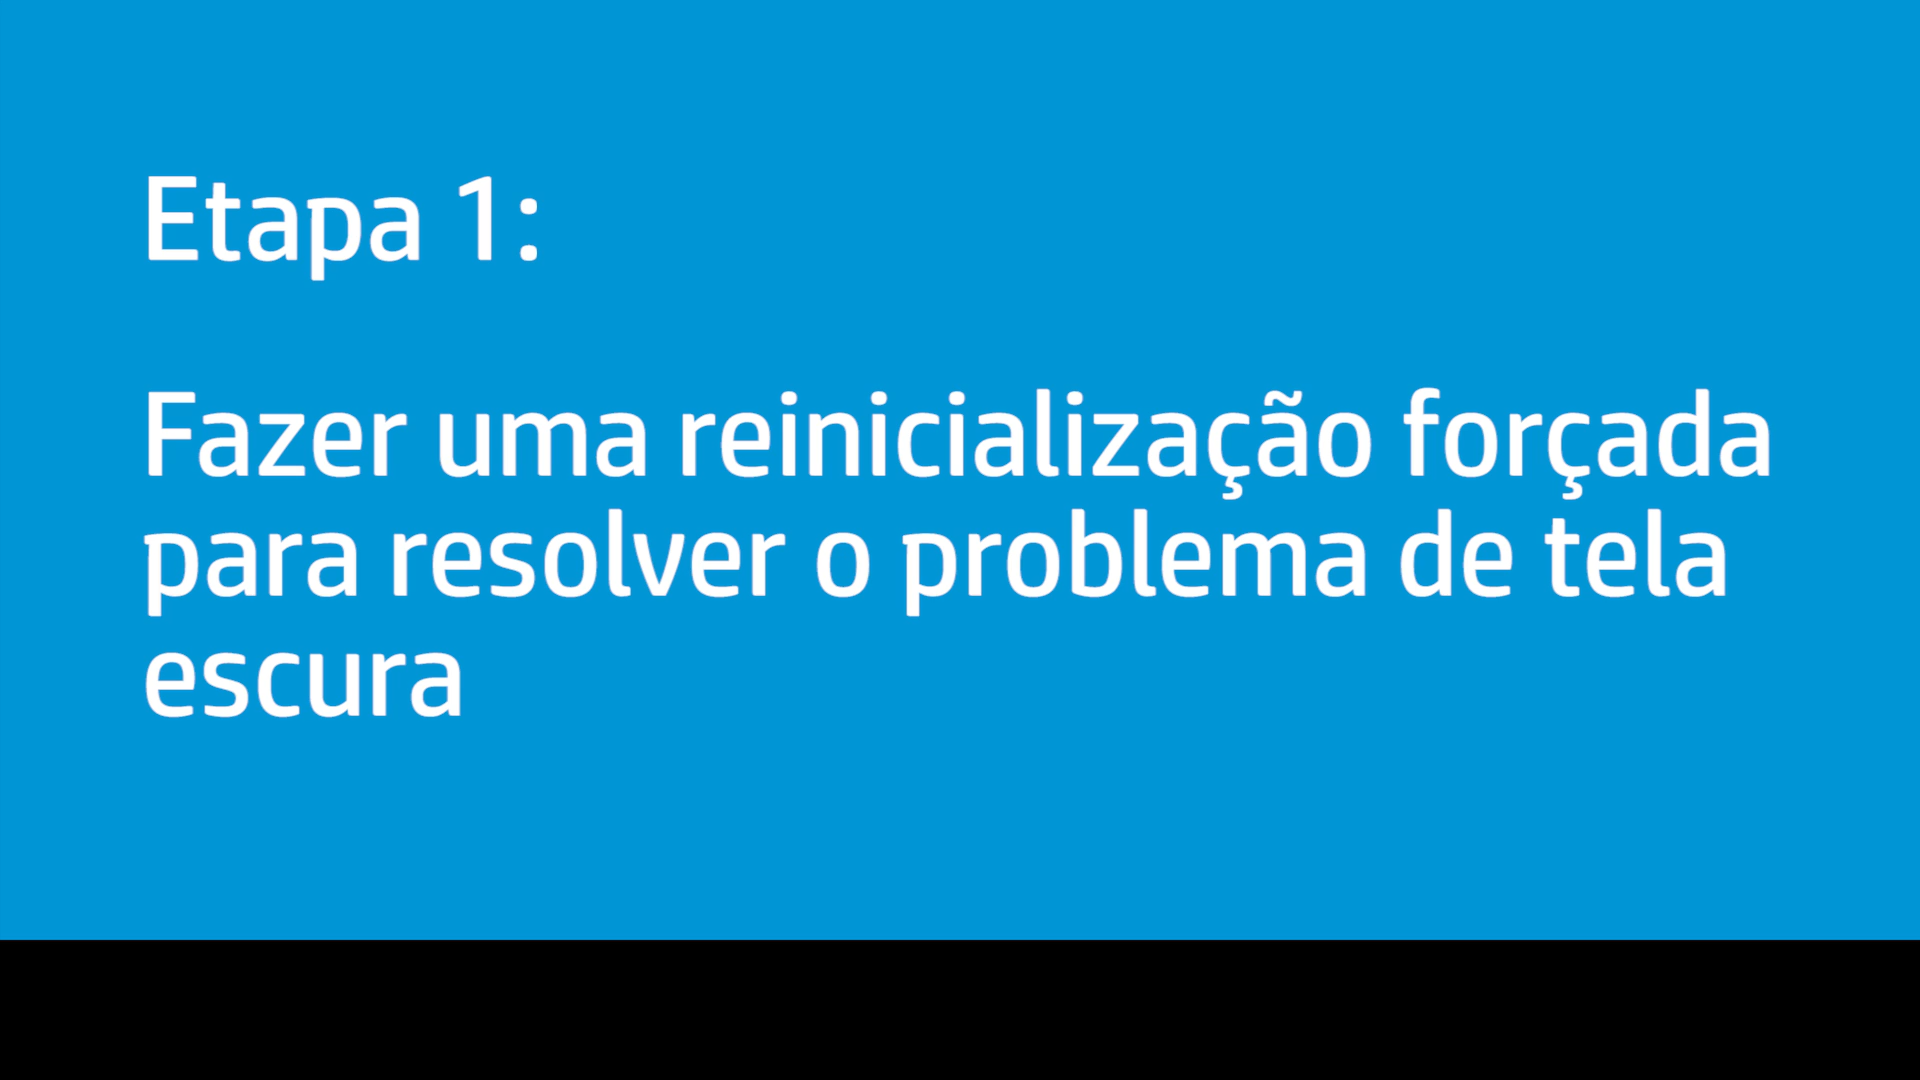 Etapa 1:
Fazer uma reinicialização forçada
para resolver o problema de tela
escura